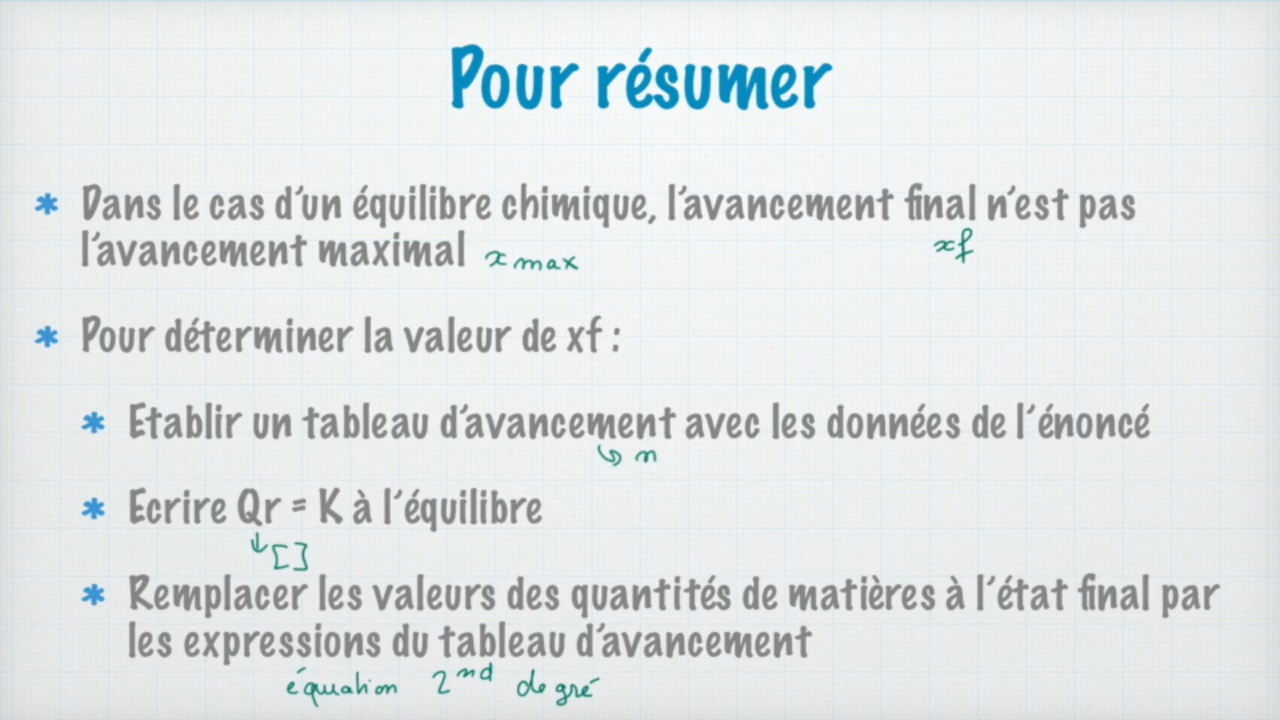 Pour résumer
* Dans le cas d'un équilibre chimique, l'avancement final n'est pas
l'avancement maximal x max
xf
* Pour déterminer la valeur de xf :
* Etablir un tableau d'avancement avec les données de l'énoncé
↳ n
* Ecrire Qr = K à l'équilibre
↓ []
* Remplacer les valeurs des quantités de matières à l'état final par
les expressions du tableau d'avancement
équation 2nd degré